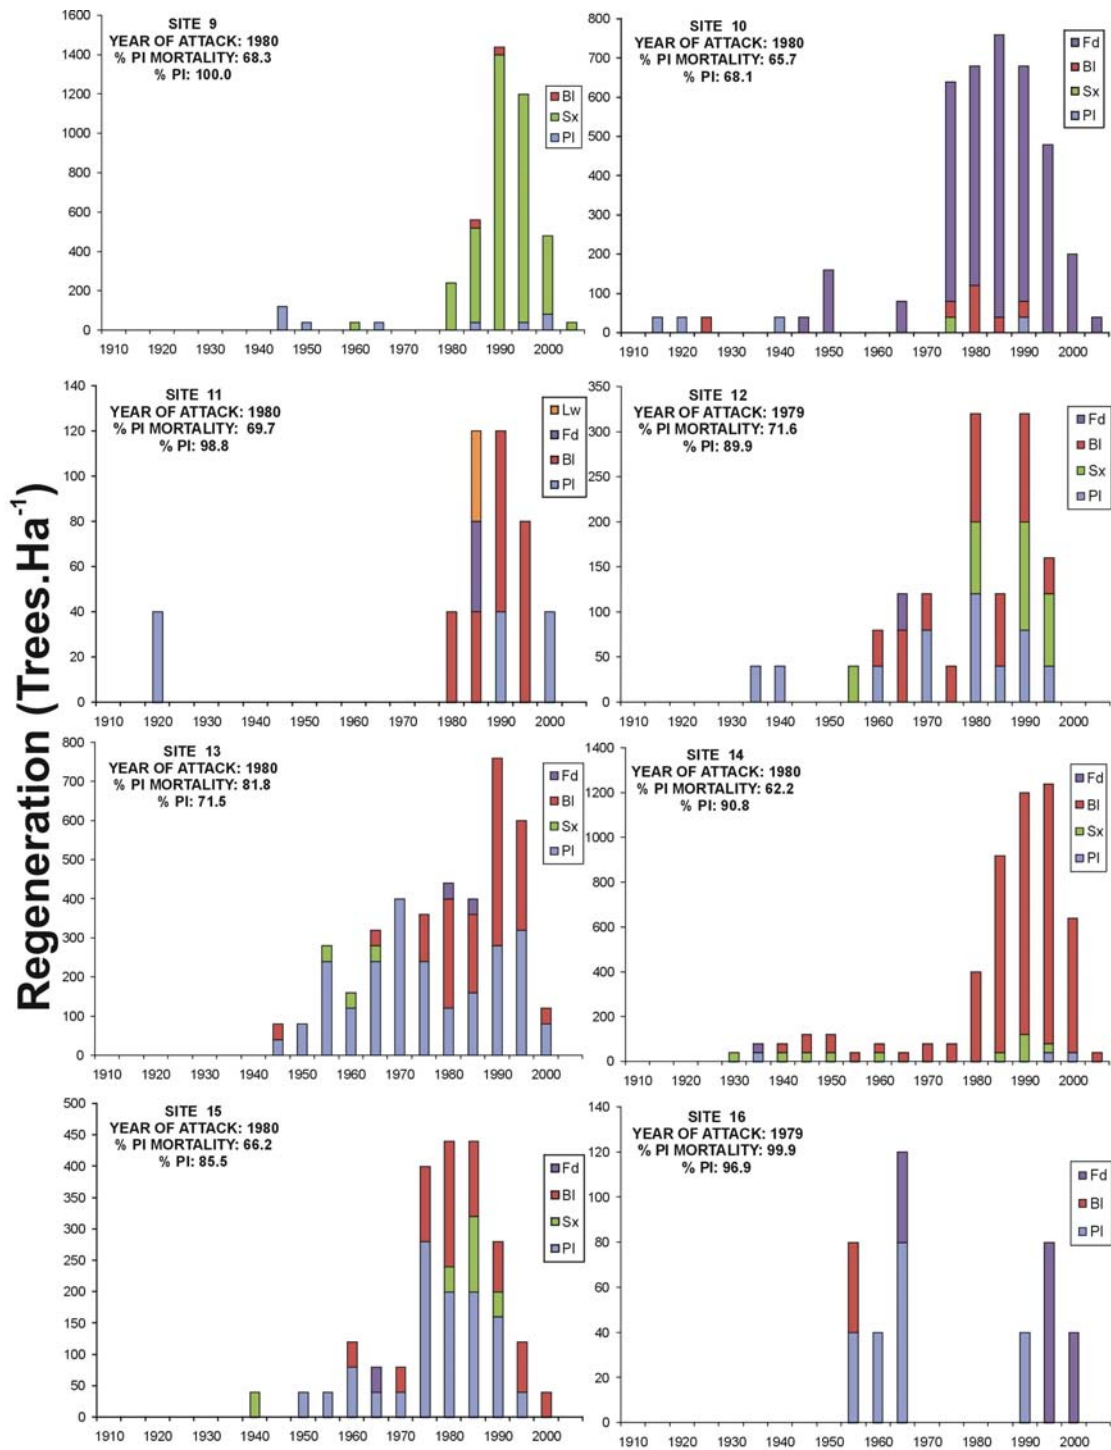 Regeneration (Trees.Ha-1)
SITE 9
YEAR OF ATTACK: 1980
% PI MORTALITY: 68.3
% PI: 100.0
1600
1400
1200
1000
800
600
400
200
0
Bl
Sx
Pl
1910 1920 1930 1940 1950 1960 1970 1980 1990 2000
SITE 10
YEAR OF ATTACK: 1980
% PI MORTALITY: 65.7
% PI: 68.1
800
700
600
500
400
300
200
100
0
Fd
Bl
Sx
Pl
1910 1920 1930 1940 1950 1960 1970 1980 1990 2000
SITE 11
YEAR OF ATTACK: 1980
% PI MORTALITY: 69.7
% PI: 98.8
140
120
100
80
60
40
20
0
Lw
Fd
Bl
Pl
1910 1920 1930 1940 1950 1960 1970 1980 1990 2000
SITE 12
YEAR OF ATTACK: 1979
% PI MORTALITY: 71.6
% PI: 89.9
350
300
250
200
150
100
50
0
Fd
Bl
Sx
Pl
1910 1920 1930 1940 1950 1960 1970 1980 1990 2000
SITE 13
YEAR OF ATTACK: 1980
% PI MORTALITY: 81.8
% PI: 71.5
800
700
600
500
400
300
200
100
0
Fd
Bl
Sx
Pl
1910 1920 1930 1940 1950 1960 1970 1980 1990 2000
SITE 14
YEAR OF ATTACK: 1980
% PI MORTALITY: 62.2
% PI: 90.8
1400
1200
1000
800
600
400
200
0
Fd
Bl
Sx
Pl
1910 1920 1930 1940 1950 1960 1970 1980 1990 2000
SITE 15
YEAR OF ATTACK: 1980
% PI MORTALITY: 66.2
% PI: 85.5
500
450
400
350
300
250
200
150
100
50
0
Fd
Bl
Sx
Pl
1910 1920 1930 1940 1950 1960 1970 1980 1990 2000
SITE 16
YEAR OF ATTACK: 1979
% PI MORTALITY: 99.9
% PI: 96.9
140
120
100
80
60
40
20
0
Fd
Bl
Pl
1910 1920 1930 1940 1950 1960 1970 1980 1990 2000